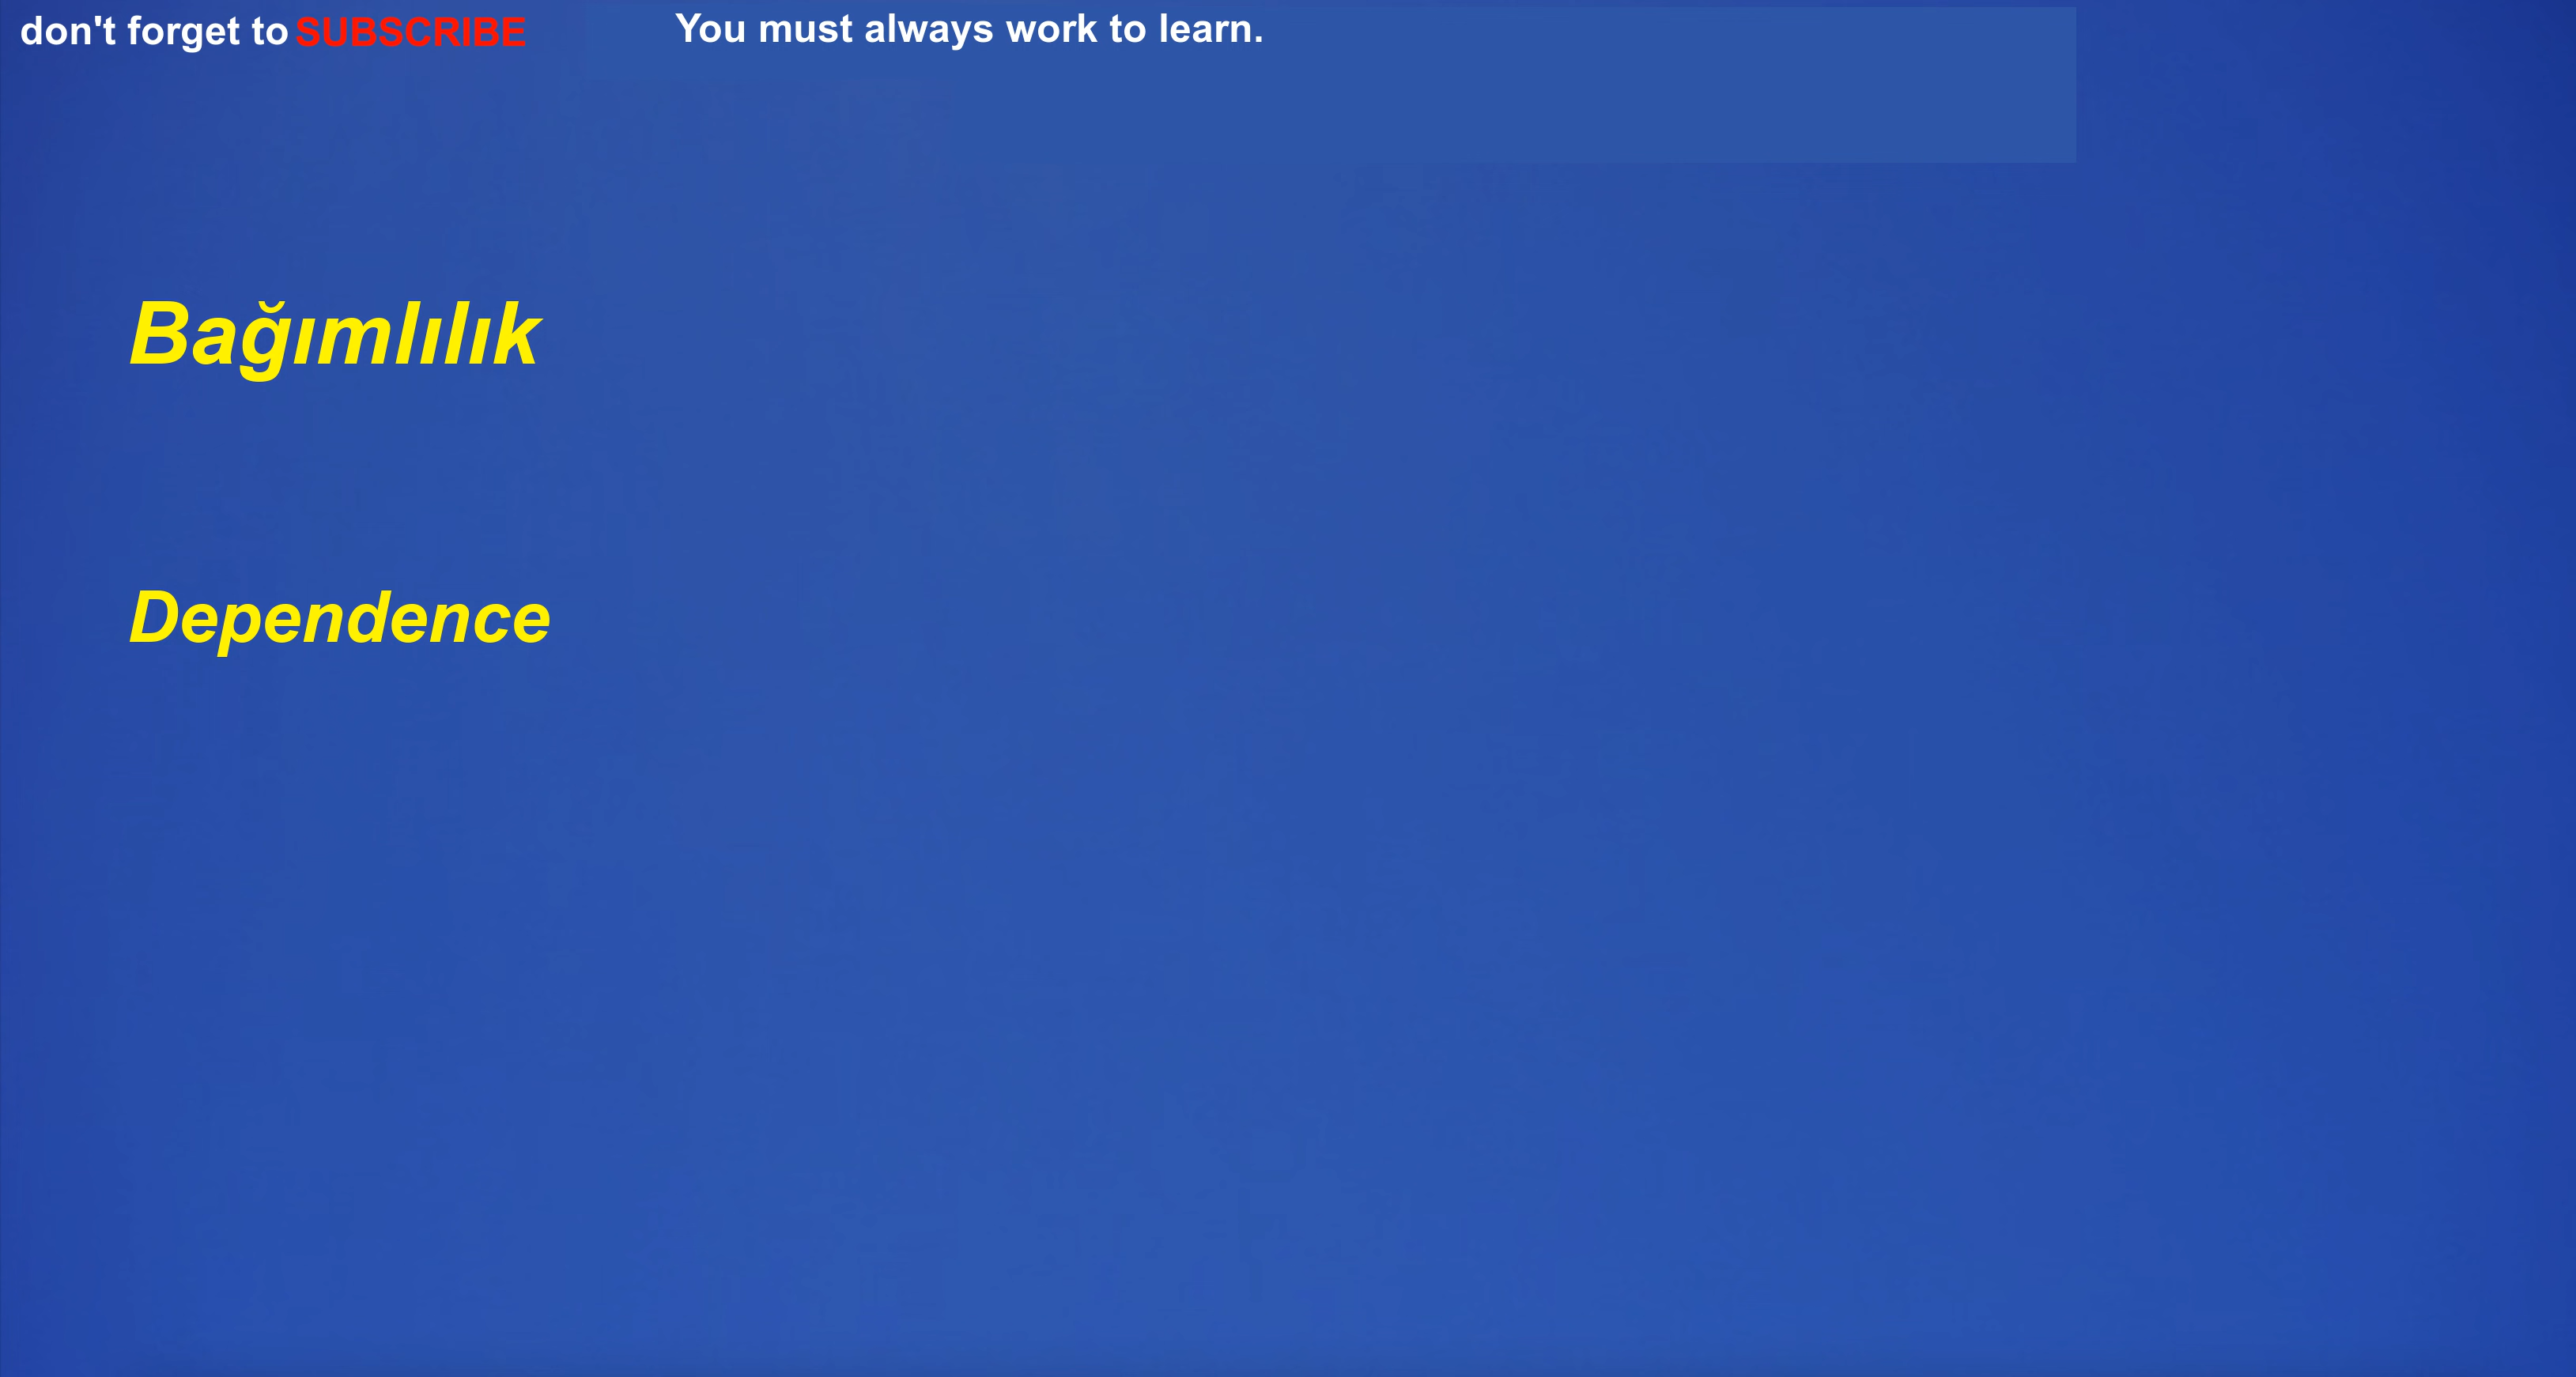 don't forget to SUBSCRIBE
You must always work to learn.
Bağımlılık
Dependence